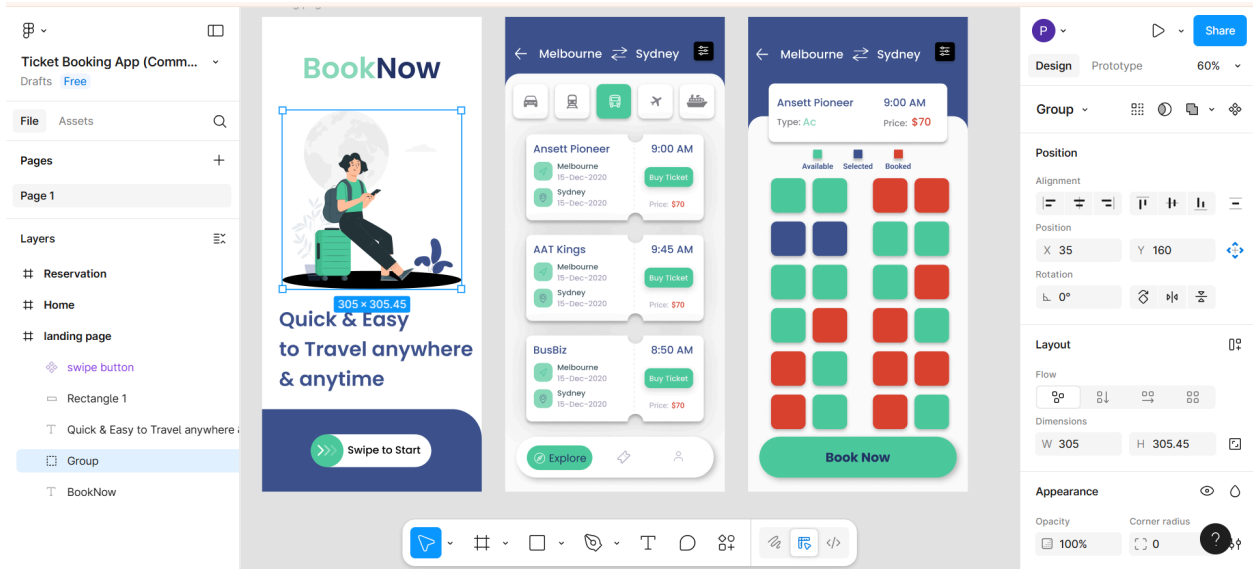 Ticket Booking App (Comm...
Drafts Free
File Assets
Pages
Page 1
Layers
Reservation
Home
landing page
swipe button
Rectangle 1
Quick & Easy to Travel anywhere
Group
BookNow
BookNow
305 × 305.45
Quick & Easy
to Travel anywhere
& anytime
Swipe to Start
Melbourne Sydney
Ansett Pioneer 9:00 AM
Melbourne
15-Dec-2020
Buy Ticket
Sydney
15-Dec-2020
Price: $70
AAT Kings 9:45 AM
Melbourne
15-Dec-2020
Buy Ticket
Sydney
15-Dec-2020
Price: $70
BusBiz 8:50 AM
Melbourne
15-Dec-2020
Buy Ticket
Sydney
15-Dec-2020
Price: $70
Explore
Melbourne Sydney
Ansett Pioneer 9:00 AM
Type: Ac Price: $70
Available Selected Booked
Book Now
P
Share
Design Prototype 60%
Group
Position
Alignment
Position
X 35 Y 160
Rotation
0°
Layout
Flow
Dimensions
W 305 H 305.45
Appearance
Opacity Corner radius
100% 0
?